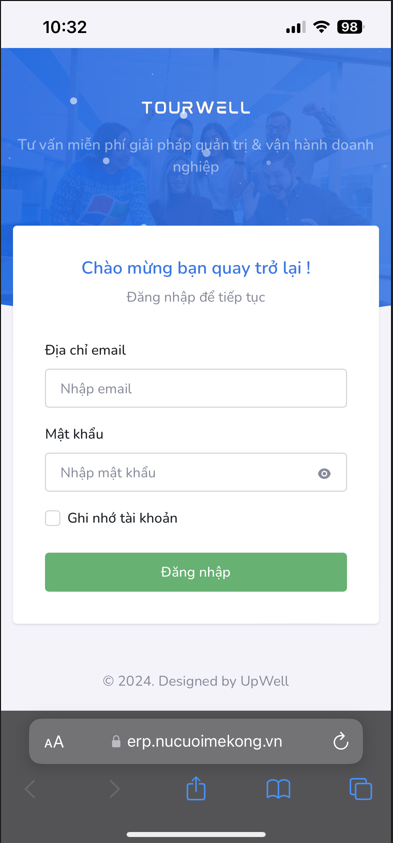 10:32
98
TOURWELL
Tư vấn miễn phí giải pháp quản trị & vận hành doanh
nghiệp
Chào mừng bạn quay trở lại !
Đăng nhập để tiếp tục
Địa chỉ email
Nhập email
Mật khẩu
Nhập mật khẩu
Ghi nhớ tài khoản
Đăng nhập
© 2024. Designed by UpWell
AA erp.nucuoimekong.vn